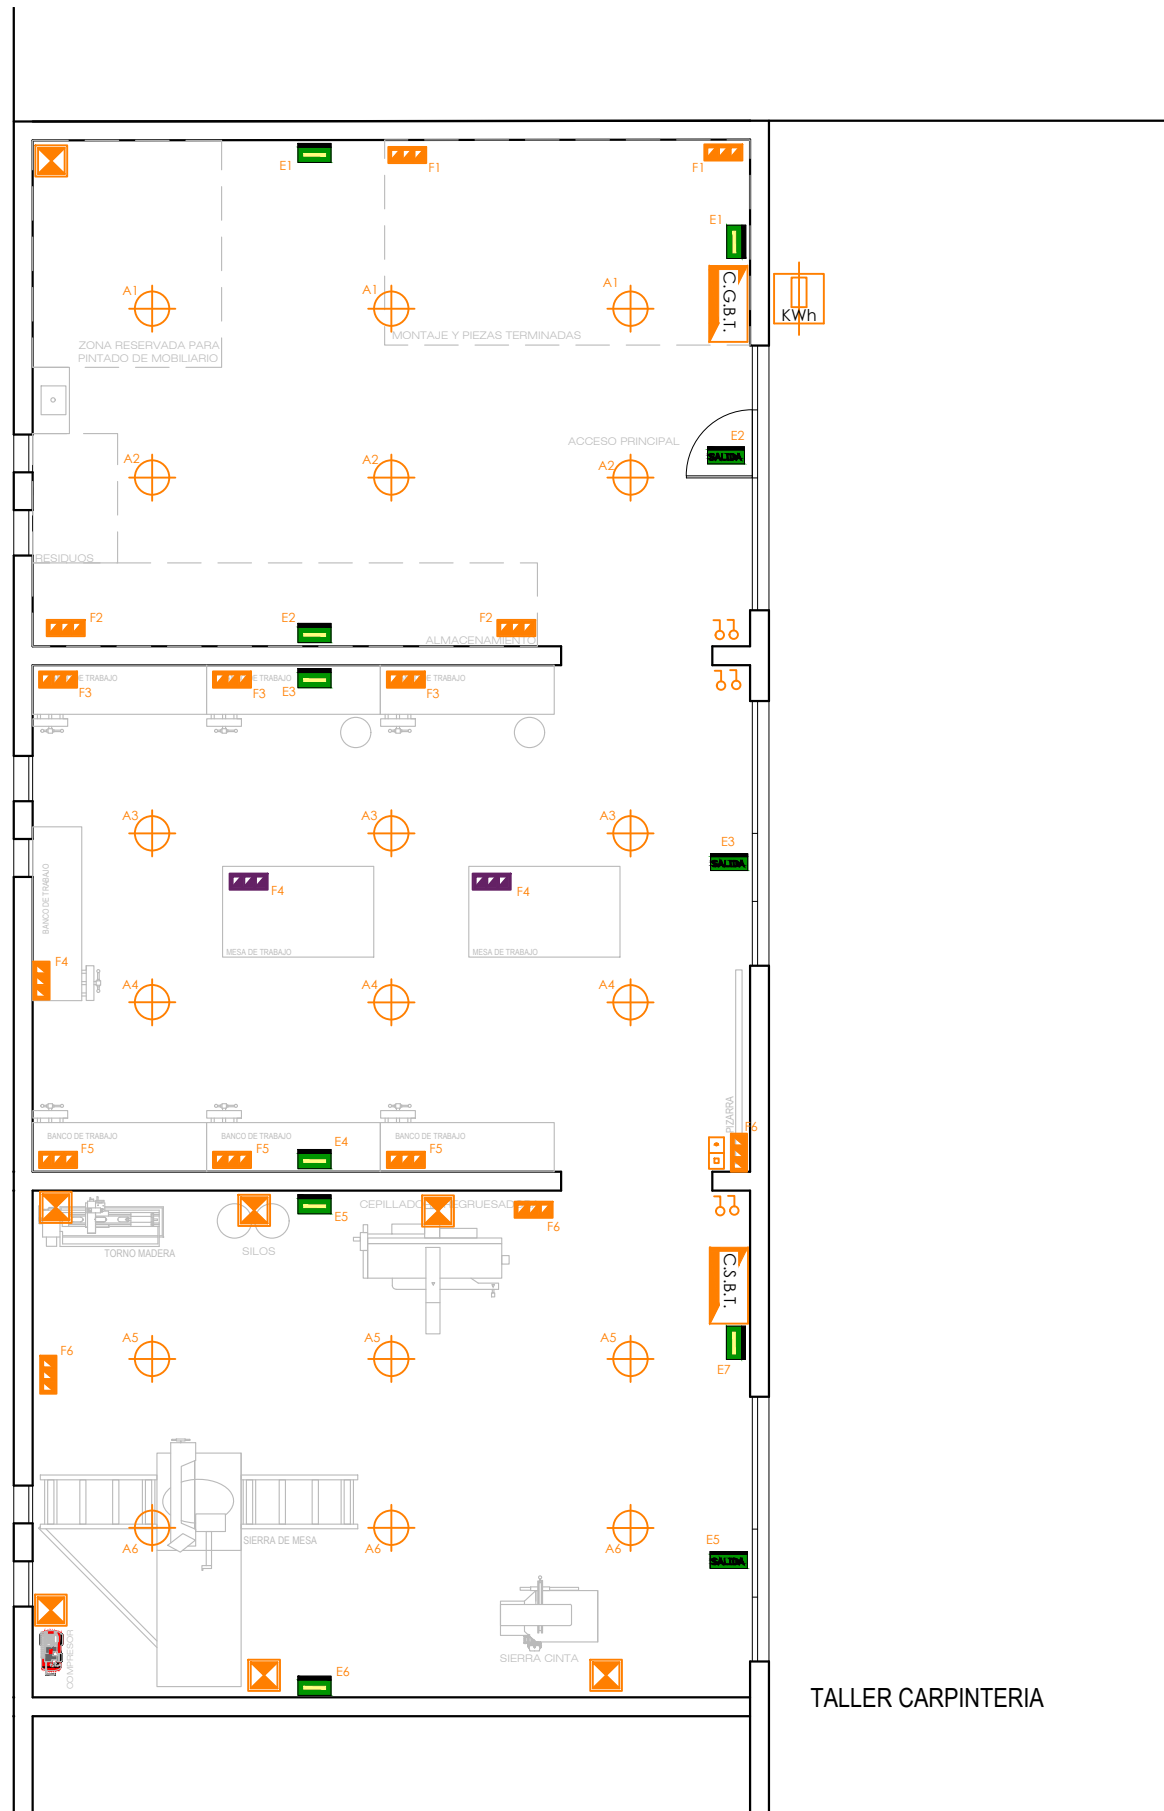 E1
F1
F1
E1
C.G.B.T.
KWh
A1
A1
A1
ZONA RESERVADA PARA
PINTADO DE MOBILIARIO
MONTAJE Y PIEZAS TERMINADAS
ACCESO PRINCIPAL
E2
SALIDA
A2
A2
A2
RESIDUOS
F2
E2
F2
ALMACENAMIENTO
E TRABAJO
DE TRABAJO
DE TRABAJO
F3
F3
E3
F3
A3
A3
A3
E3
SALIDA
BANCO DE TRABAJO
F4
F4
MESA DE TRABAJO
MESA DE TRABAJO
F4
A4
A4
A4
PIZARRA
BANCO DE TRABAJO
BANCO DE TRABAJO
BANCO DE TRABAJO
F5
F5
E4
F5
F6
E5
F6
TORNO MADERA
SILOS
C.S.B.T.
A5
A5
A5
F6
E7
A6
A6
A6
SIERRA DE MESA
E5
SALIDA
COMPRESOR
SIERRA CINTA
E6
TALLER CARPINTERIA